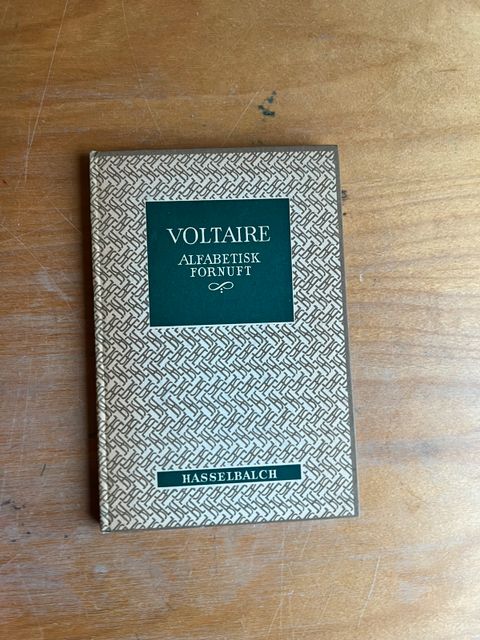 VOLTAIRE
ALFABETISK
FORNUFT
HASSELBALCH